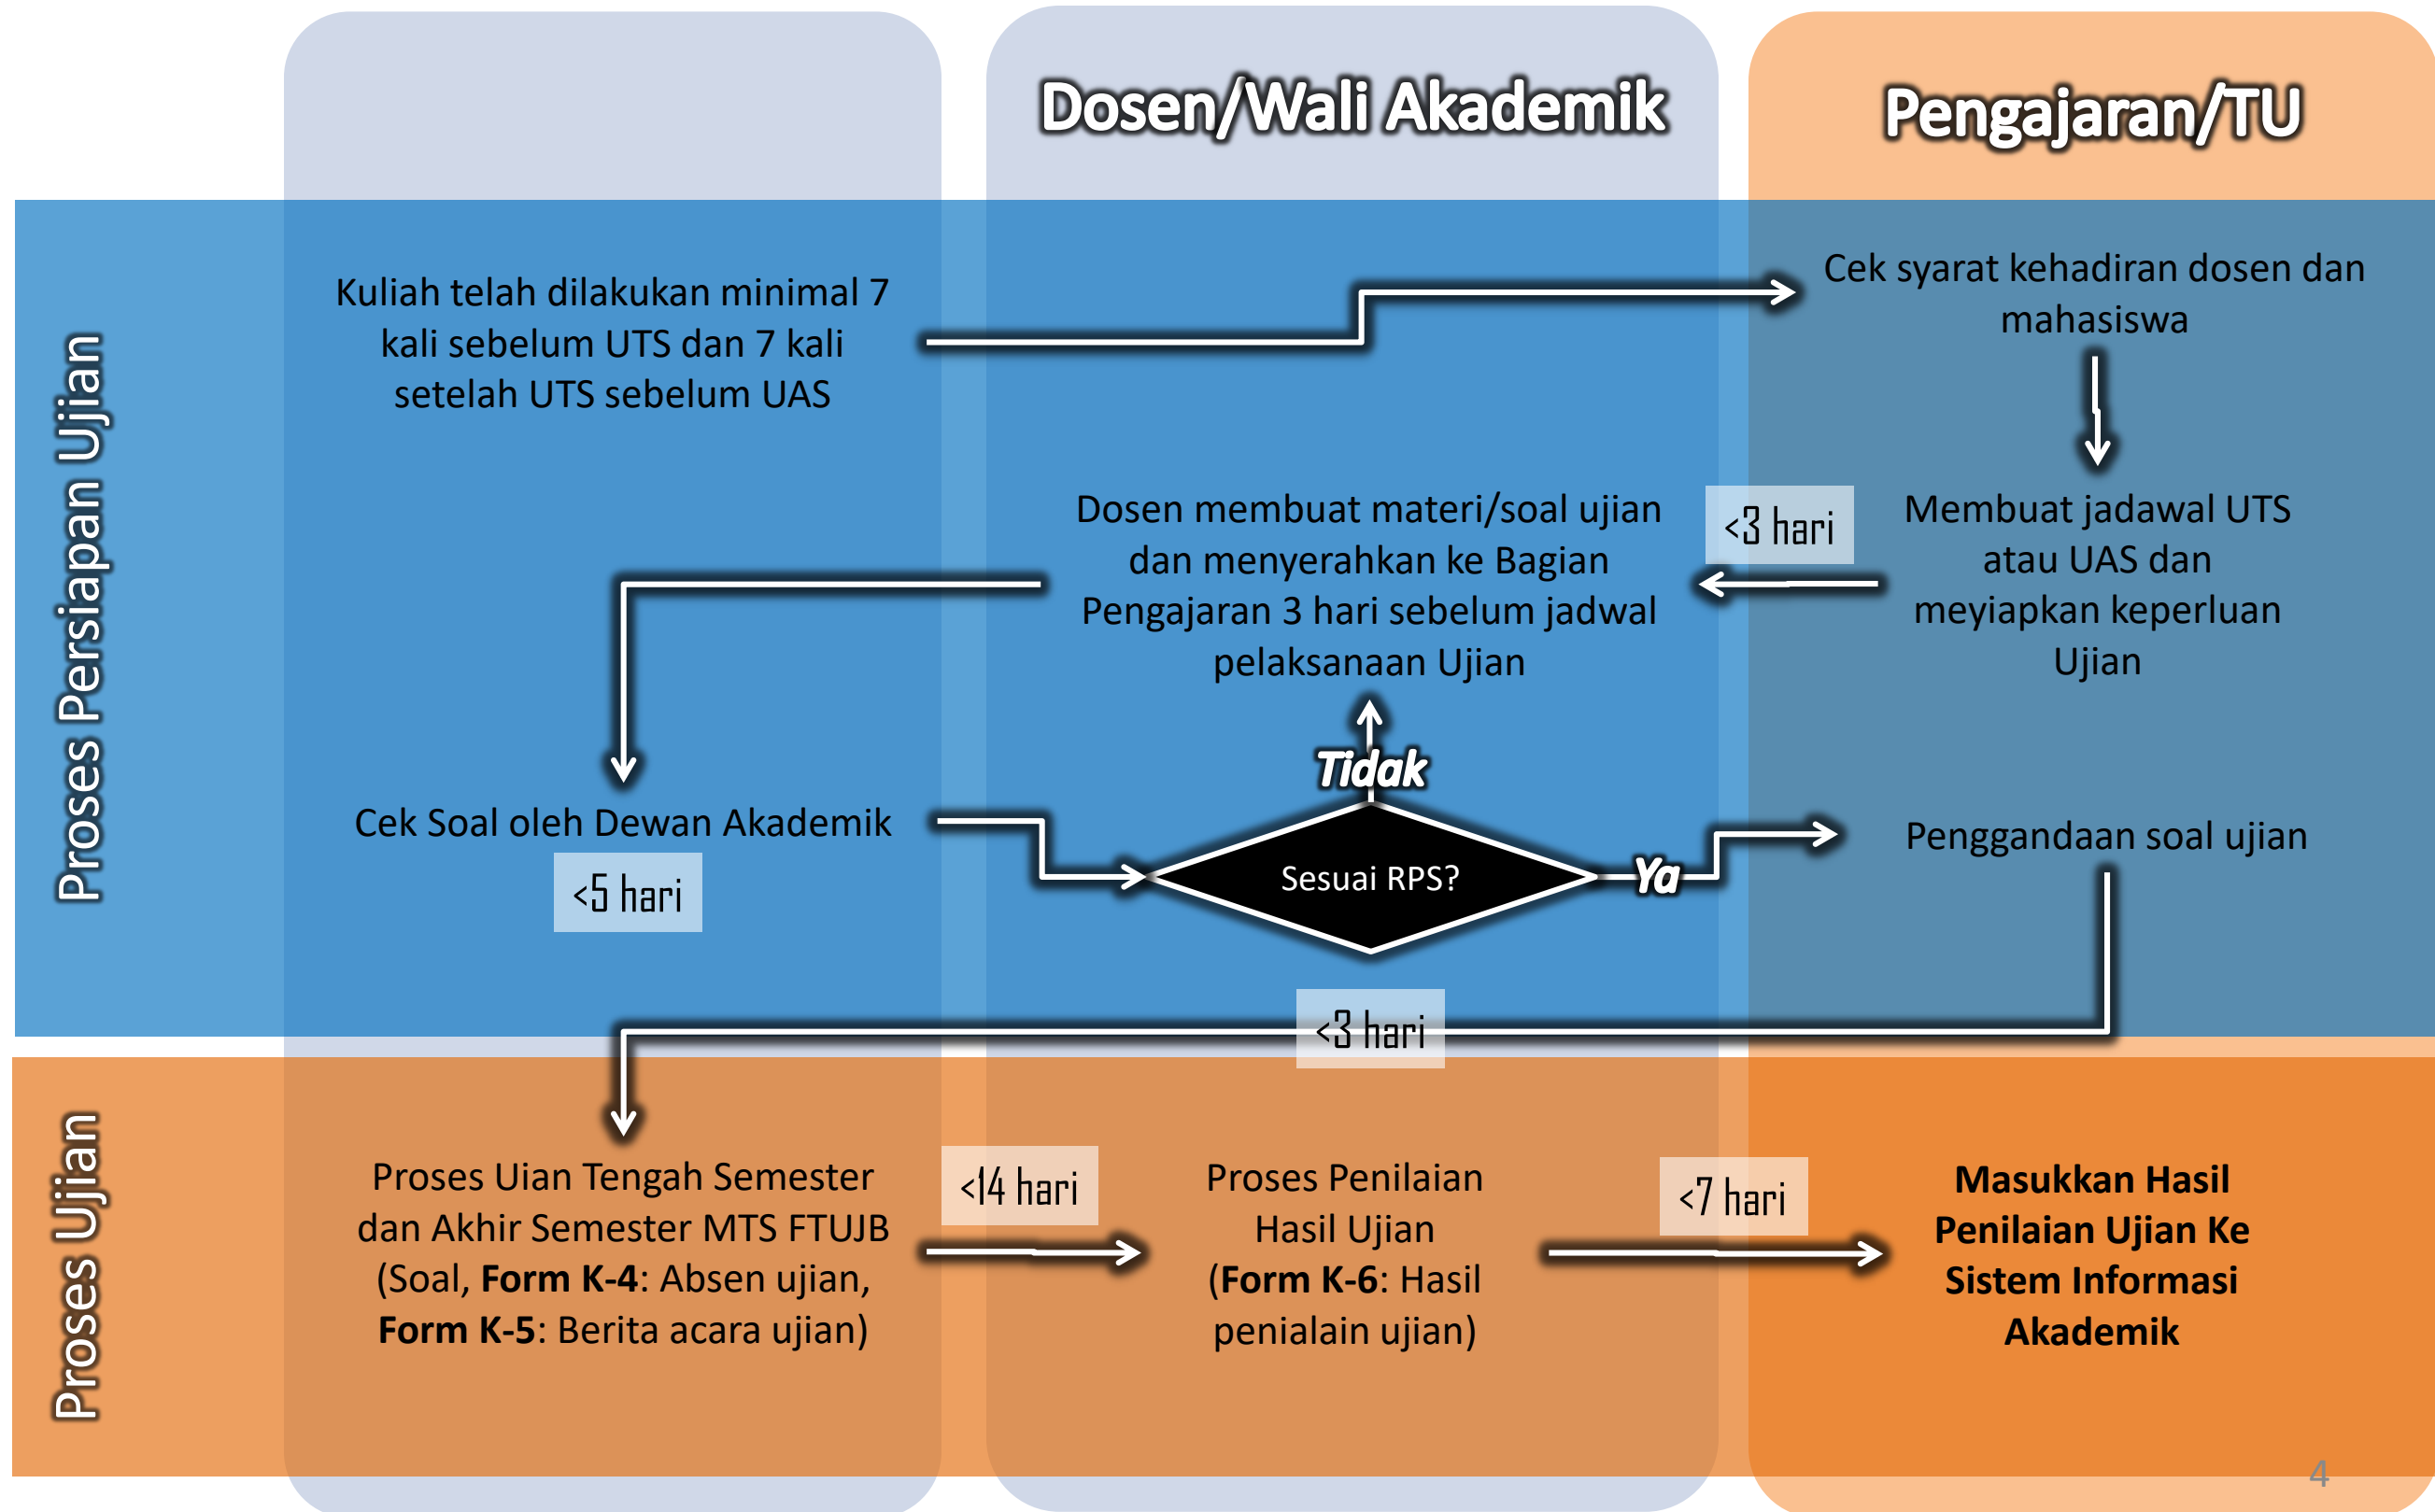 Dosen/Wali Akademik
Pengajaran/TU
Proses Persiapan Ujian
Kuliah telah dilakukan minimal 7
kali sebelum UTS dan 7 kali
setelah UTS sebelum UAS
Cek syarat kehadiran dosen dan
mahasiswa
Dosen membuat materi/soal ujian
dan menyerahkan ke Bagian
Pengajaran 3 hari sebelum jadwal
pelaksanaan Ujian
<3 hari
Membuat jadawal UTS
atau UAS dan
meyiapkan keperluan
Ujian
Tidak
Cek Soal oleh Dewan Akademik
<5 hari
Sesuai RPS?
Ya
Penggandaan soal ujian
<3 hari
Proses Ujian
Proses Uian Tengah Semester
dan Akhir Semester MTS FTUJB
(Soal, Form K-4: Absen ujian,
Form K-5: Berita acara ujian)
<14 hari
Proses Penilaian
Hasil Ujian
(Form K-6: Hasil
penialain ujian)
<7 hari
Masukkan Hasil
Penilaian Ujian Ke
Sistem Informasi
Akademik
4